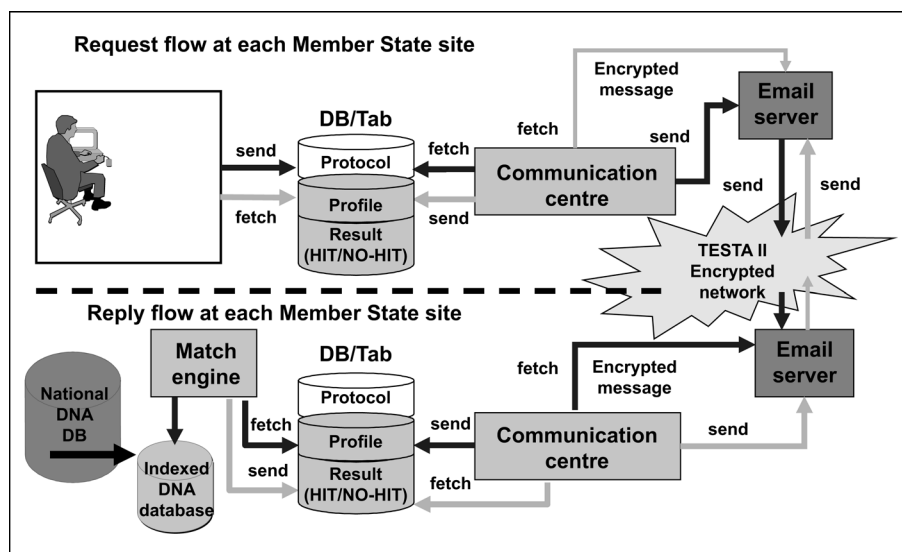 Request flow at each Member State site
Encrypted
message
Email
server
DB/Tab
fetch
send
Protocol
fetch
send
Communication
centre
send
send
fetch
Profile
send
Result
(HIT/NO-HIT)
TESTA II
Encrypted
network
Reply flow at each Member State site
Match
engine
DB/Tab
fetch
Encrypted
message
Email
server
National
DNA
DB
Protocol
fetch
send
Profile
Communication
centre
send
send
Indexed
DNA
database
Result
(HIT/NO-HIT)
fetch